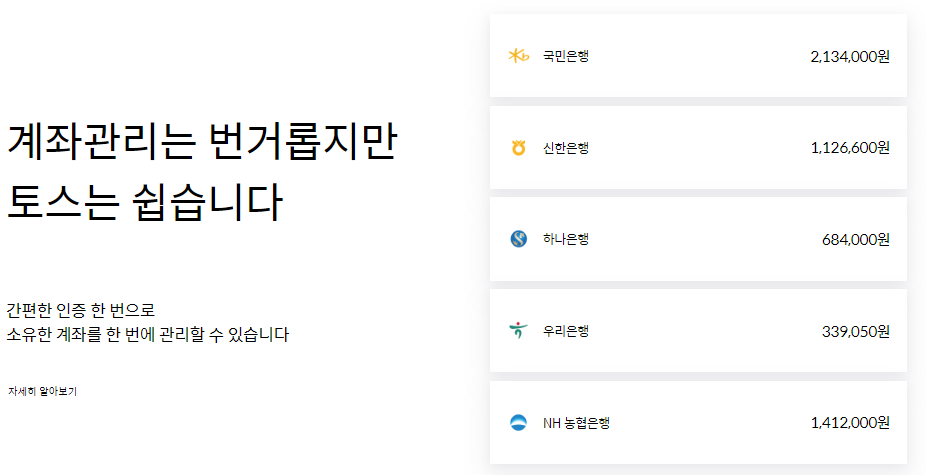 계좌관리는 번거롭지만
토스는 쉽습니다
간편한 인증 한 번으로
소유한 계좌를 한 번에 관리할 수 있습니다
자세히 알아보기
국민은행 2,134,000원
신한은행 1,126,600원
하나은행 684,000원
우리은행 339,050원
NH 농협은행 1,412,000원